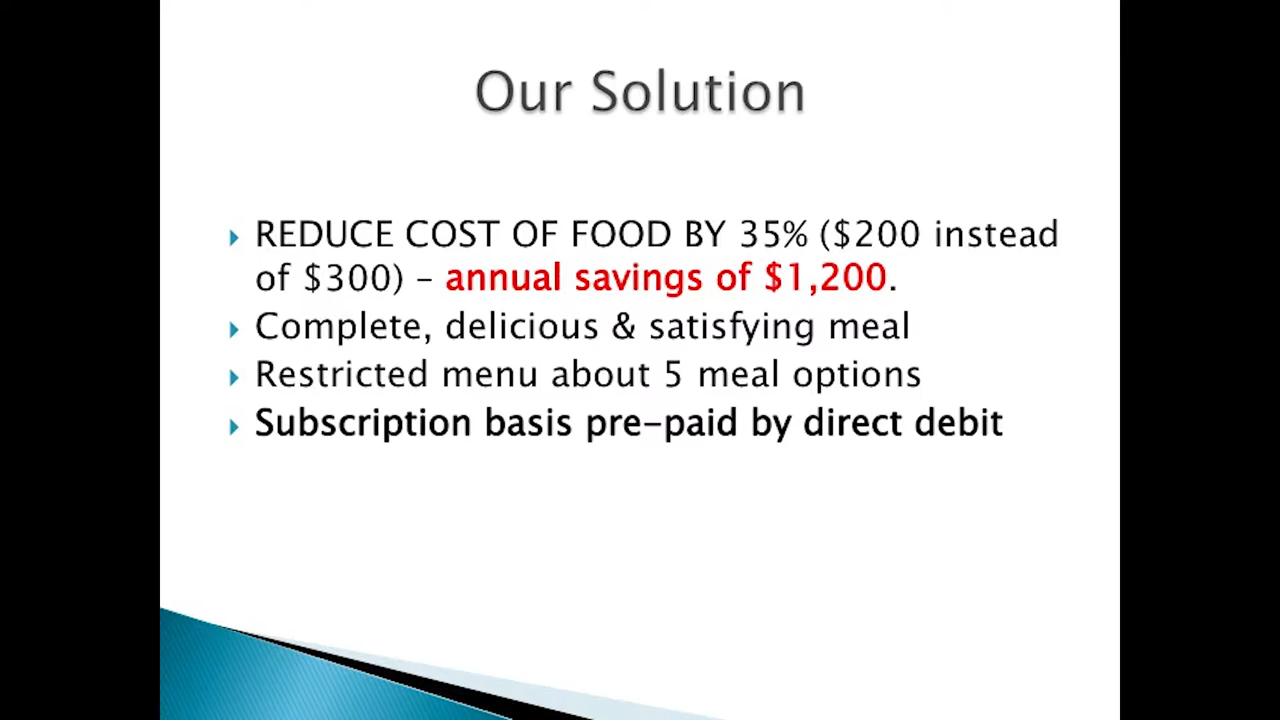 Our Solution
REDUCE COST OF FOOD BY 35% ($200 instead
of $300) – annual savings of $1,200.
Complete, delicious & satisfying meal
Restricted menu about 5 meal options
Subscription basis pre-paid by direct debit